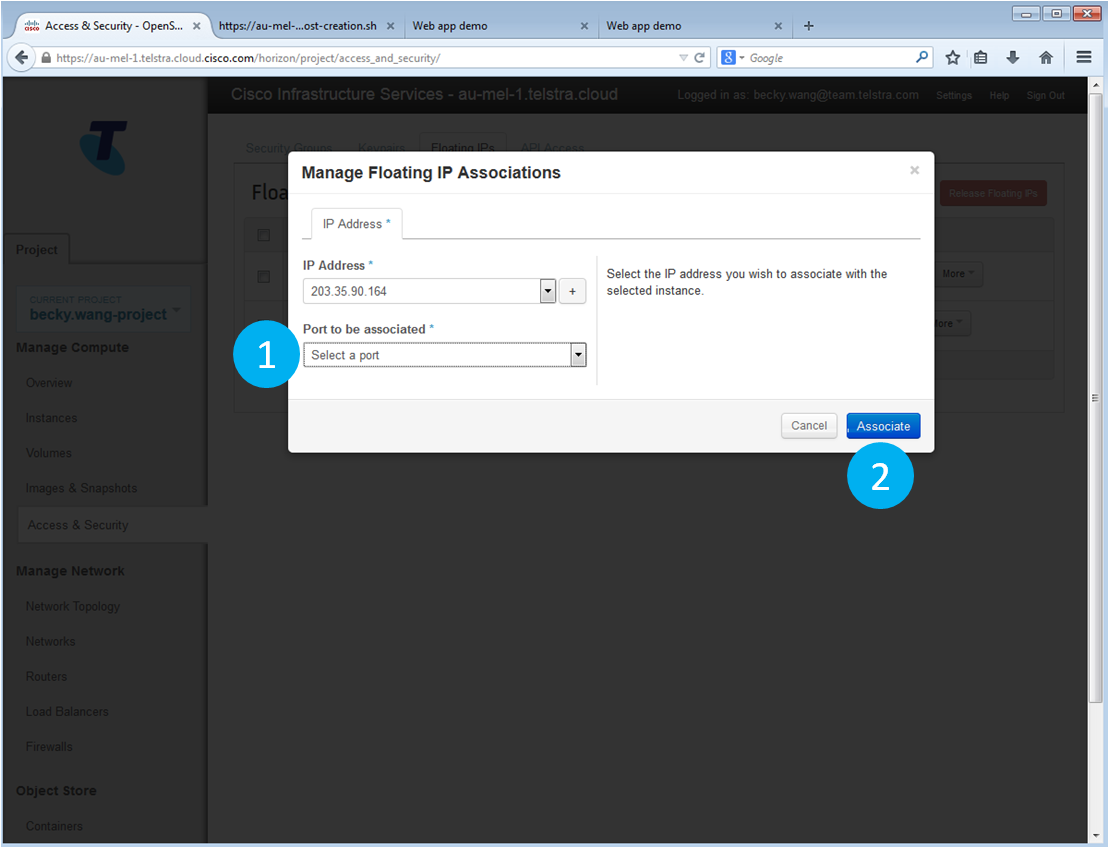 Access & Security - OpenS...
https://au-mel-...ost-creation.sh
Web app demo
Web app demo
https://au-mel-1.telstra.cloud.cisco.com/horizon/project/access_and_security/
Google
Cisco Infrastructure Services - au-mel-1.telstra.cloud
Logged in as: becky.wang@team.telstra.com
Settings
Help
Sign Out
Security Groups
Keypairs
Floating IPs
API Access
Project
CURRENT PROJECT
becky.wang-project
Manage Compute
Overview
Instances
Volumes
Images & Snapshots
Access & Security
Manage Network
Network Topology
Networks
Routers
Load Balancers
Firewalls
Object Store
Containers
Floa
Release Floating IPs
More
ore
Manage Floating IP Associations
×
IP Address *
IP Address *
203.35.90.164
+
Select the IP address you wish to associate with the
selected instance.
Port to be associated *
1
Select a port
Cancel
Associate
2